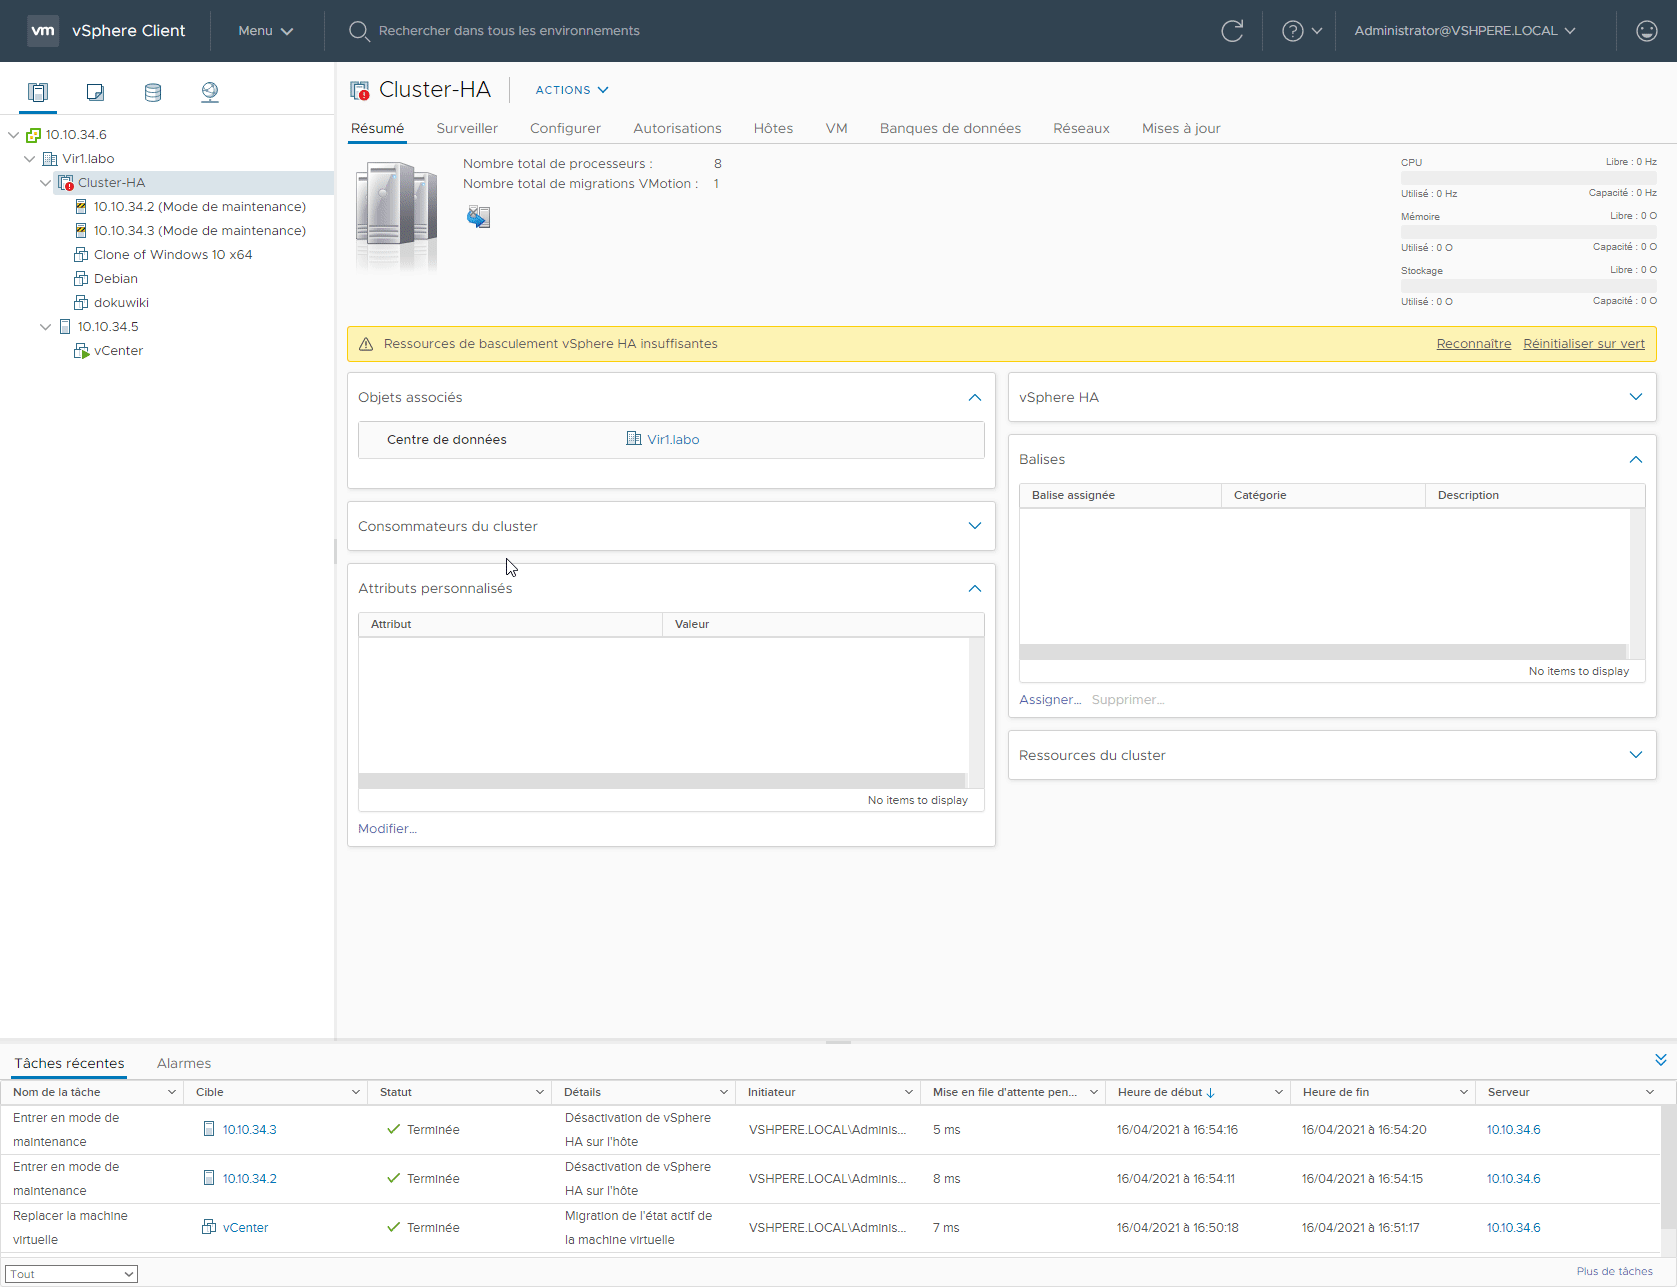 vm vSphere Client Menu Rechercher dans tous les environnements Administrator@VSHPERE.LOCAL
10.10.34.6
Vir1.labo
Cluster-HA
10.10.34.2 (Mode de maintenance)
10.10.34.3 (Mode de maintenance)
Clone of Windows 10 x64
Debian
dokuwiki
10.10.34.5
vCenter
Cluster-HA ACTIONS
Résumé Surveiller Configurer Autorisations Hôtes VM Banques de données Réseaux Mises à jour
Nombre total de processeurs : 8
Nombre total de migrations VMotion : 1
CPU Libre : 0 Hz
Utilisé : 0 Hz Capacité : 0 Hz
Mémoire Libre : 0 O
Utilisé : 0 O Capacité : 0 O
Stockage Libre : 0 O
Utilisé : 0 O Capacité : 0 O
Ressources de basculement vSphere HA insuffisantes Reconnaître Réinitialiser sur vert
Objets associés
Centre de données Vir1.labo
Consommateurs du cluster
Attributs personnalisés
Attribut Valeur
No items to display
Modifier...
vSphere HA
Balises
Balise assignée Catégorie Description
No items to display
Assigner... Supprimer...
Ressources du cluster
Tâches récentes Alarmes
Nom de la tâche Cible Statut Détails Initiateur Mise en file d'attente pen... Heure de début Heure de fin Serveur
Entrer en mode de maintenance 10.10.34.3 Terminée Désactivation de vSphere HA sur l'hôte VSHPERE.LOCAL\Adminis... 5 ms 16/04/2021 à 16:54:16 16/04/2021 à 16:54:20 10.10.34.6
Entrer en mode de maintenance 10.10.34.2 Terminée Désactivation de vSphere HA sur l'hôte VSHPERE.LOCAL\Adminis... 8 ms 16/04/2021 à 16:54:11 16/04/2021 à 16:54:15 10.10.34.6
Replacer la machine virtuelle vCenter Terminée Migration de l'état actif de la machine virtuelle VSHPERE.LOCAL\Adminis... 7 ms 16/04/2021 à 16:50:18 16/04/2021 à 16:51:17 10.10.34.6
Tout Plus de tâches